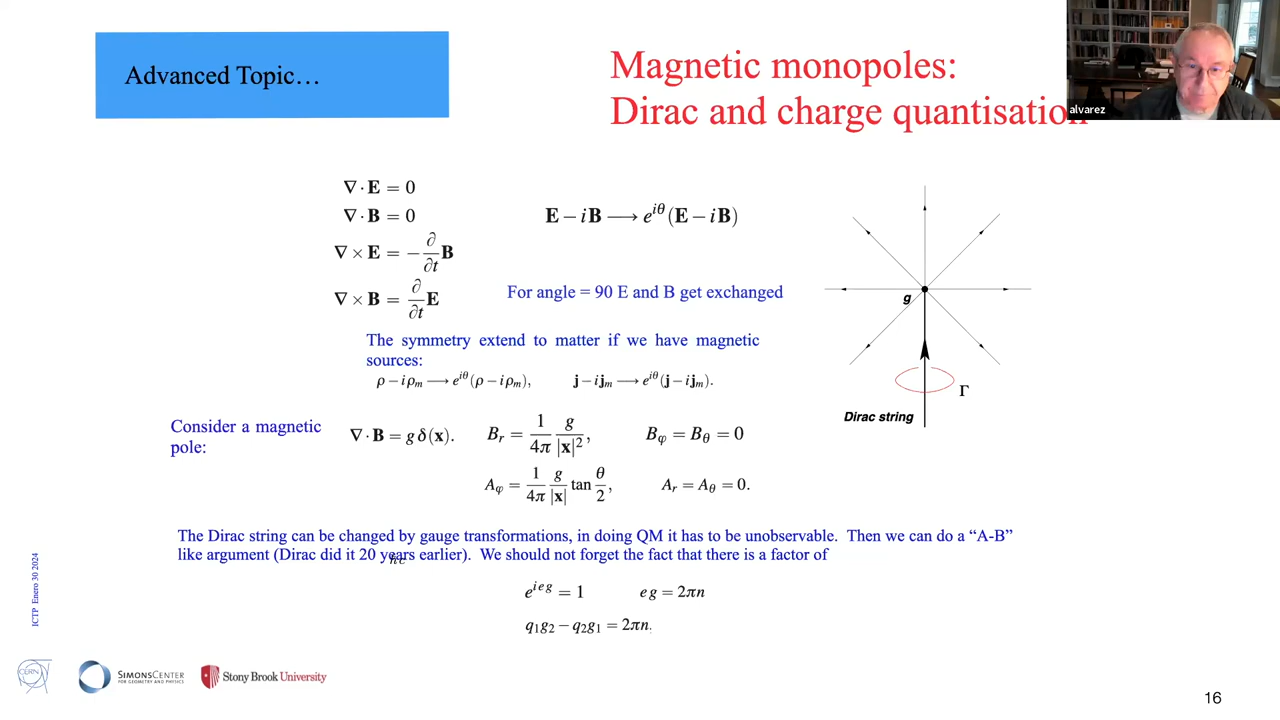 Advanced Topic…
Magnetic monopoles:
Dirac and charge quantisation
alvarez
∇ · E = 0
∇ · B = 0
∇ × E = −∂/∂t B
∇ × B = ∂/∂t E
E − iB ⟶ e^{iθ}(E − iB)
For angle = 90 E and B get exchanged
The symmetry extend to matter if we have magnetic
sources:
ρ − iρ_m ⟶ e^{iθ}(ρ − iρ_m), j − ij_m ⟶ e^{iθ}(j − ij_m).
g
Γ
Dirac string
Consider a magnetic
pole:
∇ · B = g δ(x).
B_r = 1/4π g/|x|², B_φ = B_θ = 0
A_φ = 1/4π g/|x| tan θ/2, A_r = A_θ = 0.
The Dirac string can be changed by gauge transformations, in doing QM it has to be unobservable. Then we can do a “A-B”
like argument (Dirac did it 20 years earlier). We should not forget the fact that there is a factor of
ħc
e^{ieg} = 1 eg = 2πn
q₁g₂ − q₂g₁ = 2πn.
ICTP Enero 30 2024
CERN
SIMONS CENTER
FOR GEOMETRY AND PHYSICS
Stony Brook University
16